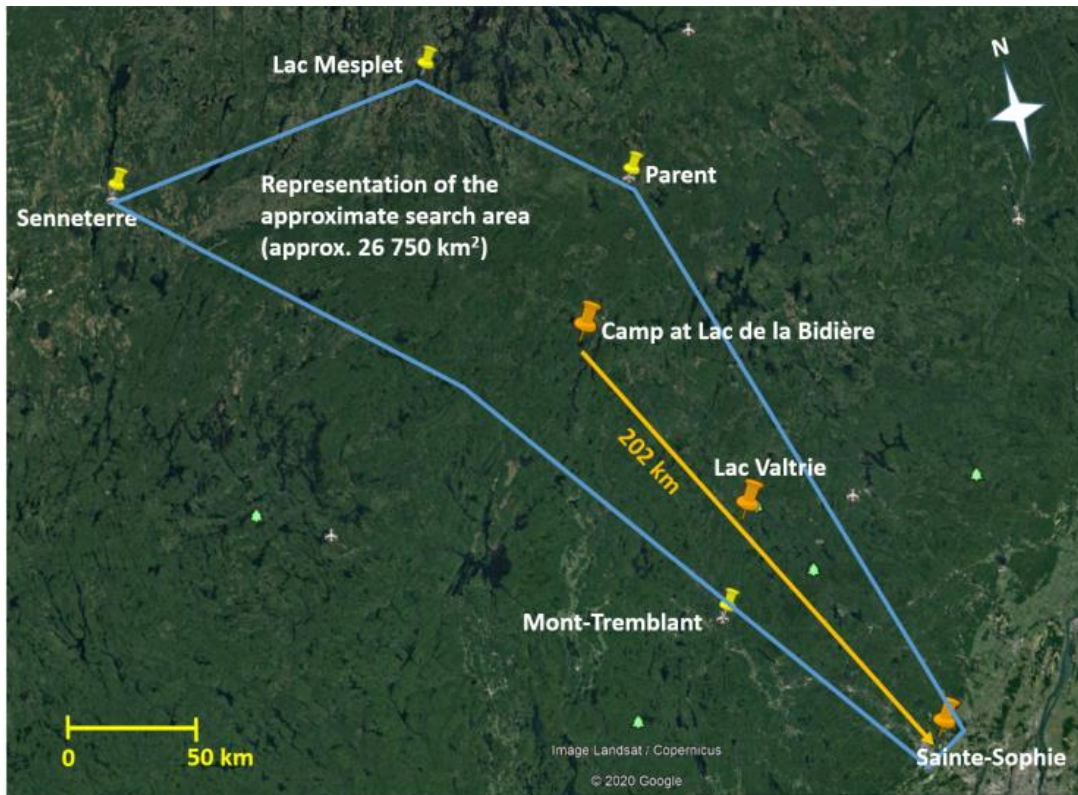 Lac Mesplet
N
Parent
Representation of the
approximate search area
(approx. 26 750 km²)
Senneterre
Camp at Lac de la Bidière
202 km
Lac Valtrie
Mont-Tremblant
0
50 km
Sainte-Sophie
Image Landsat / Copernicus
© 2020 Google